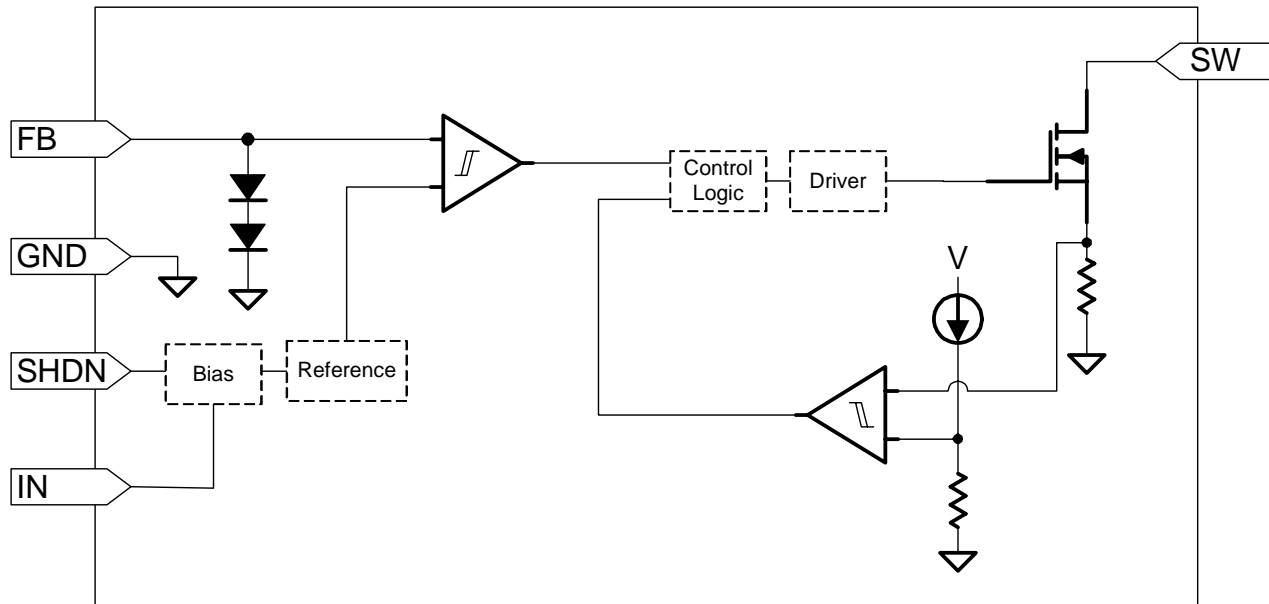 SW
FB
Control
Logic
Driver
GND
V
SHDN
Bias
Reference
IN